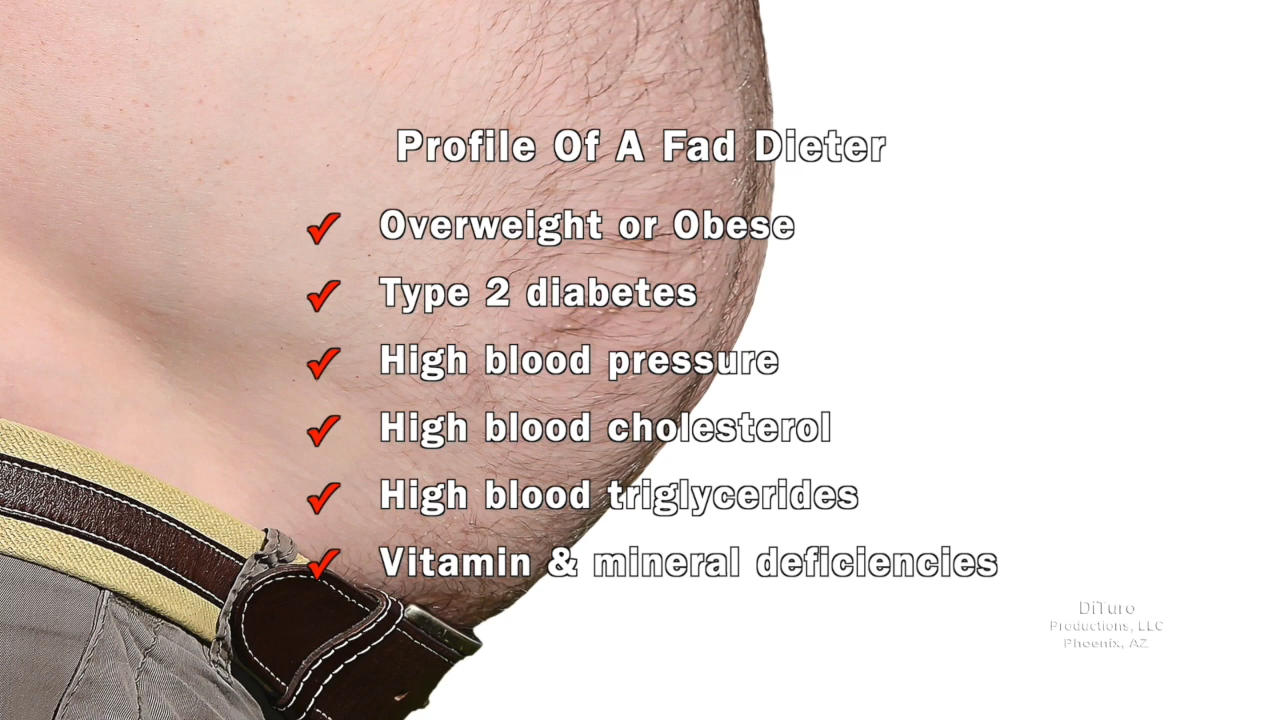 Profile Of A Fad Dieter
Overweight or Obese
Type 2 diabetes
High blood pressure
High blood cholesterol
High blood triglycerides
Vitamin & mineral deficiencies
DiTuro
Productions, LLC
Phoenix, AZ